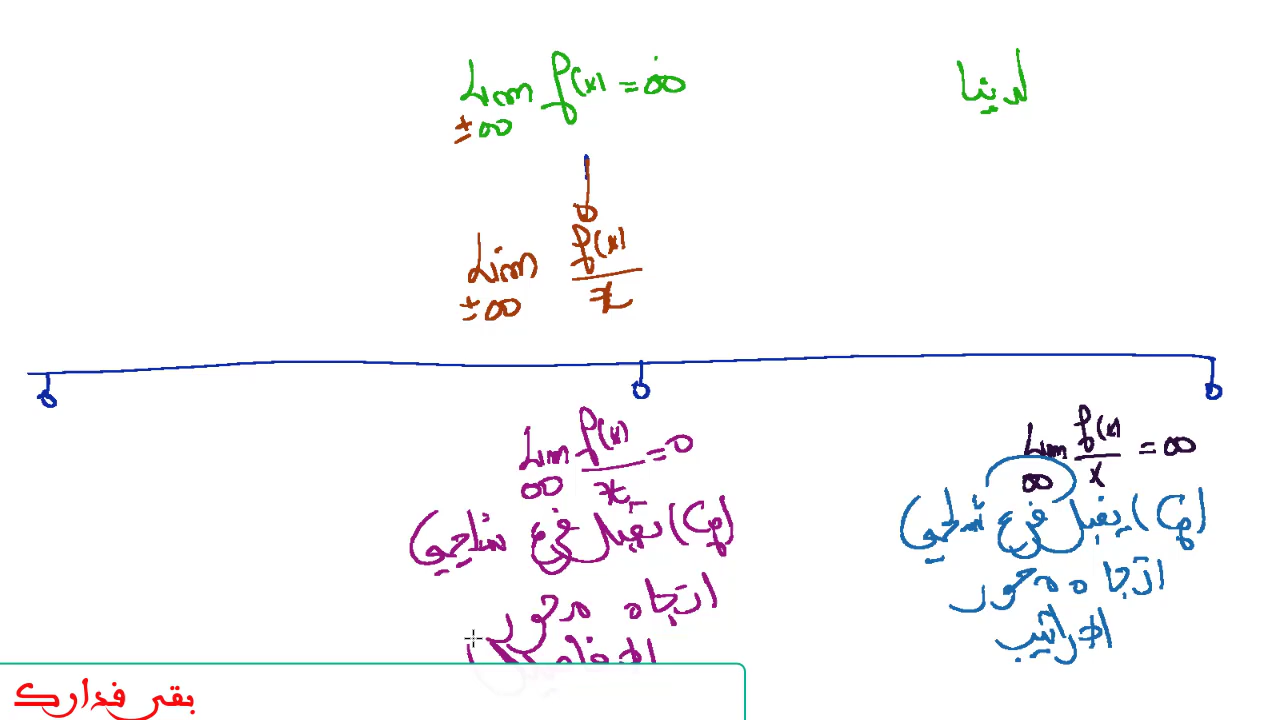 لدينا
Lim f(x) = ∞
±∞
Lim f(x)/x
±∞
Lim f(x)/x = ∞
∞
(Cf) يقبل فرع شلجمي
اتجاه محور
التراتيب
Lim f(x)/x = 0
∞
(Cf) يقبل فرع شلجمي
اتجاه محور
بقى فدارك